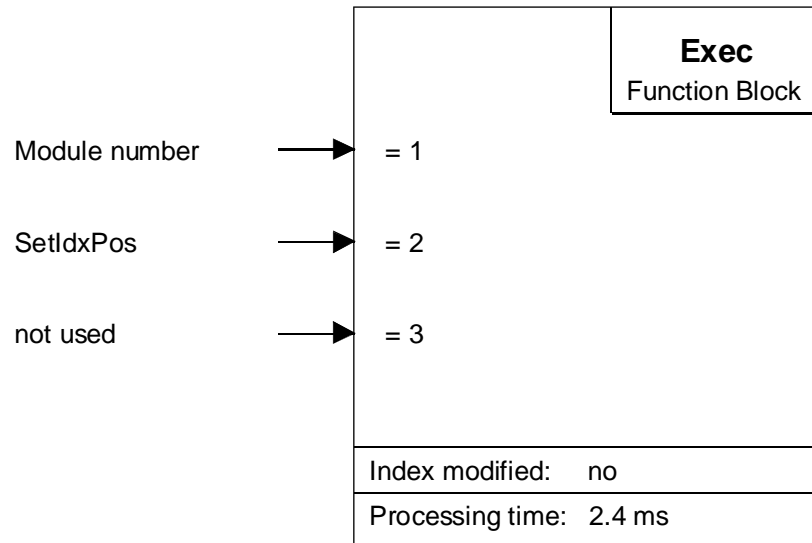 Exec
Function Block
Module number = 1
SetIdxPos = 2
not used = 3
Index modified: no
Processing time: 2.4 ms